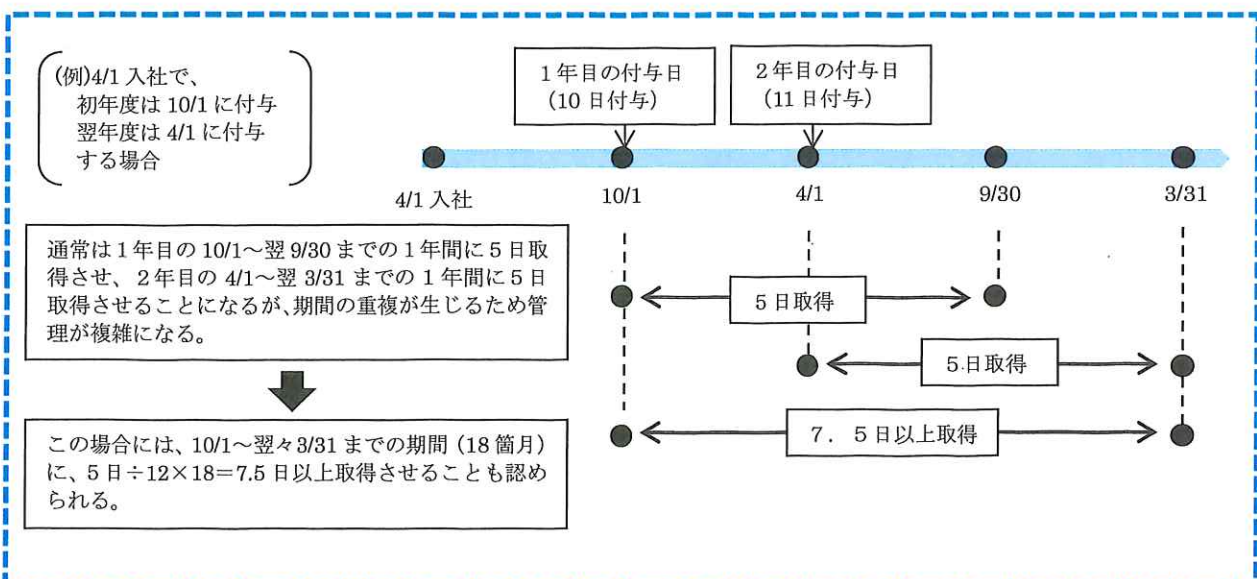 (例)4/1 入社で、
初年度は 10/1 に付与
翌年度は 4/1 に付与
する場合
1年目の付与日
(10 日付与)
2年目の付与日
(11 日付与)
4/1 入社
10/1
4/1
9/30
3/31
通常は1年目の 10/1～翌 9/30 までの1年間に5日取
得させ、2年目の 4/1～翌 3/31 までの1年間に5日
取得させることになるが、期間の重複が生じるため管
理が複雑になる。
5日取得
5日取得
この場合には、10/1～翌々3/31 までの期間（18 箇月）
に、5日÷12×18＝7.5 日以上取得させることも認め
られる。
7．5日以上取得